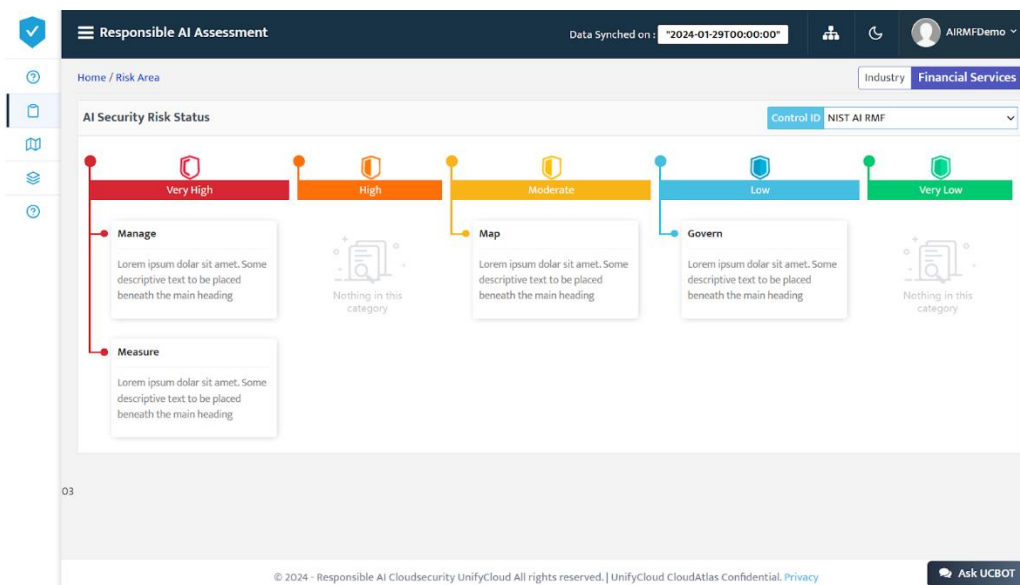 Responsible AI Assessment
Data Synched on : "2024-01-29T00:00:00"
AIRMFDemo
Home / Risk Area
Industry Financial Services
AI Security Risk Status
Control ID NIST AI RMF
Very High
High
Moderate
Low
Very Low
Manage
Lorem ipsum dolar sit amet. Some
descriptive text to be placed
beneath the main heading
Nothing in this
category
Map
Lorem ipsum dolar sit amet. Some
descriptive text to be placed
beneath the main heading
Govern
Lorem ipsum dolar sit amet. Some
descriptive text to be placed
beneath the main heading
Nothing in this
category
Measure
Lorem ipsum dolar sit amet. Some
descriptive text to be placed
beneath the main heading
03
© 2024 - Responsible AI Cloudsecurity UnifyCloud All rights reserved. | UnifyCloud CloudAtlas Confidential. Privacy
Ask UCBOT